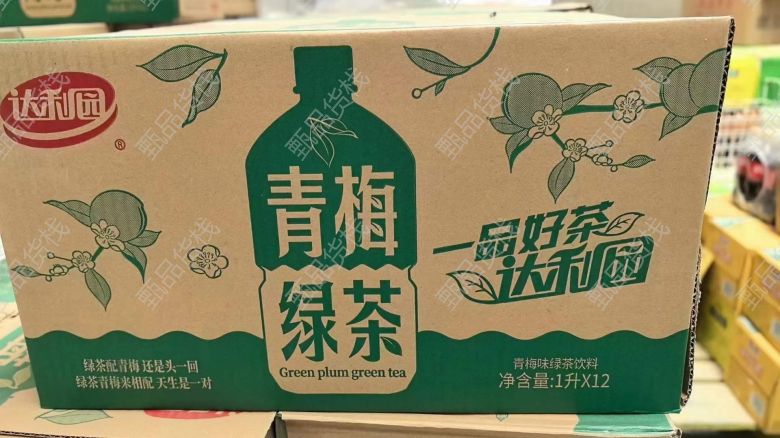 达利园
®
青梅
绿茶
Green plum green tea
一品好茶
达利园
绿茶配青梅 还是头一回
绿茶青梅来相配 天生是一对
青梅味绿茶饮料
净含量:1升X12
甄品货栈